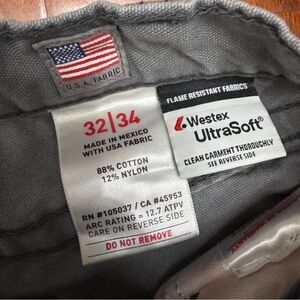 U.S.A. FABRIC
32|34
MADE IN MEXICO
WITH USA FABRIC
88% COTTON
12% NYLON
RN #105037 / CA #45953
ARC RATING = 12.7 ATPV
CARE ON REVERSE SIDE
DO NOT REMOVE
FLAME RESISTANT FABRICS
Westex
UltraSoft®
CLEAN GARMENT THOROUGHLY
SEE REVERSE SIDE